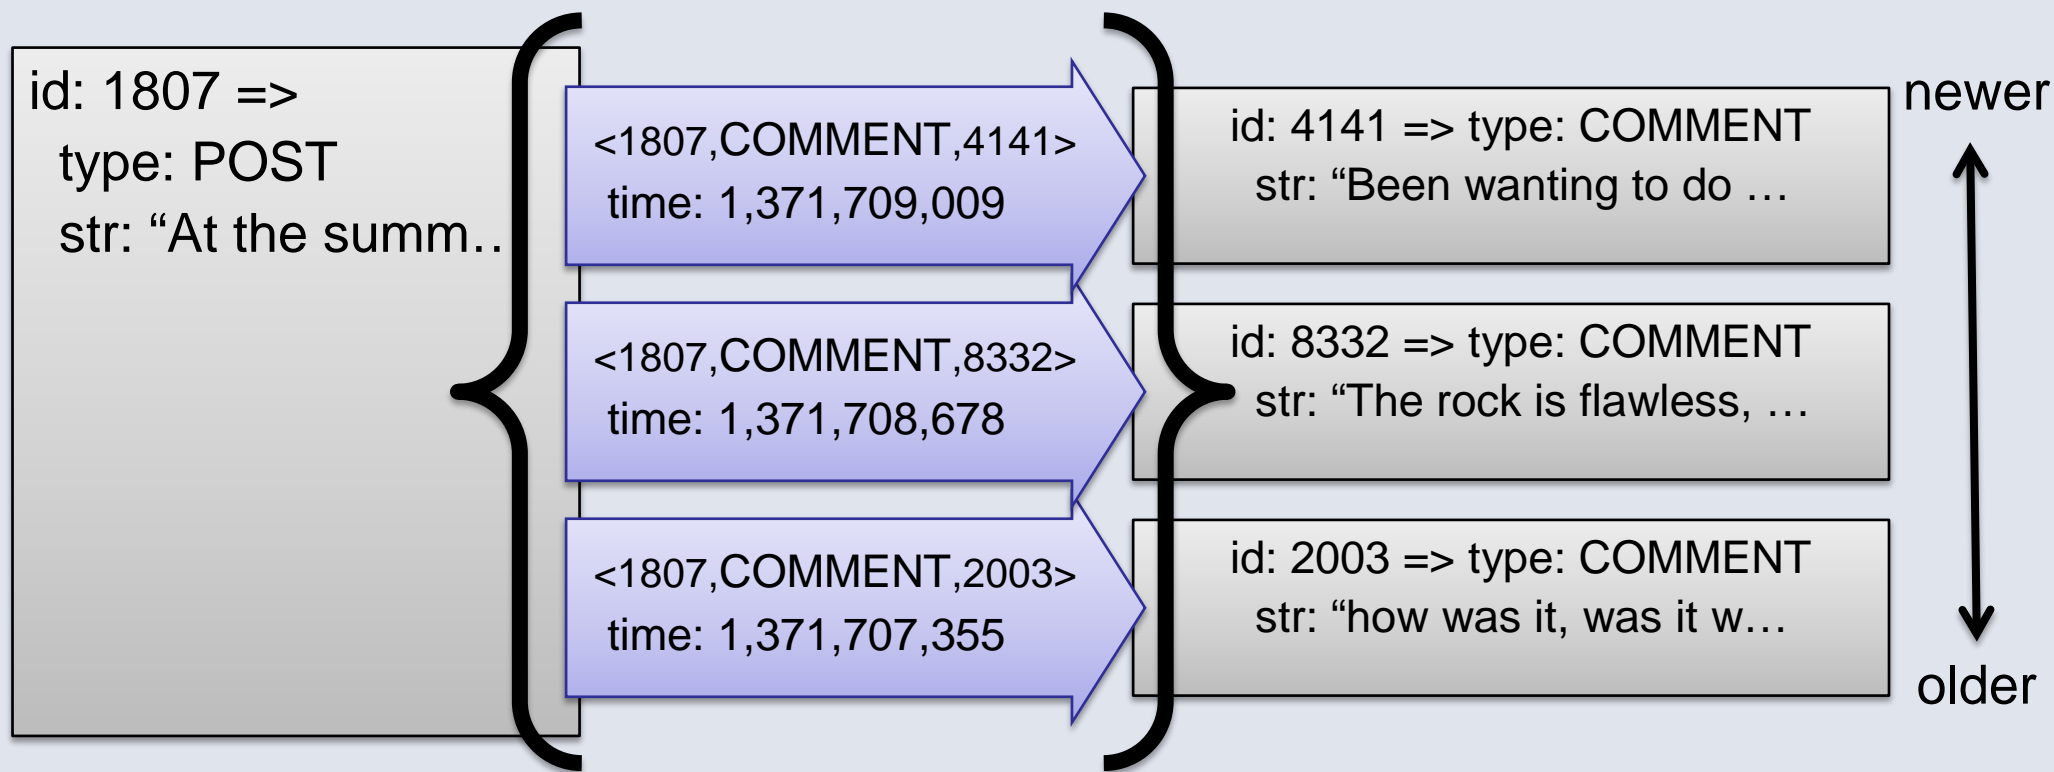 id: 1807 =>
type: POST
str: “At the summ..
<1807,COMMENT,4141>
time: 1,371,709,009
<1807,COMMENT,8332>
time: 1,371,708,678
<1807,COMMENT,2003>
time: 1,371,707,355
id: 4141 => type: COMMENT
str: “Been wanting to do …
id: 8332 => type: COMMENT
str: “The rock is flawless, …
id: 2003 => type: COMMENT
str: “how was it, was it w…
newer
older